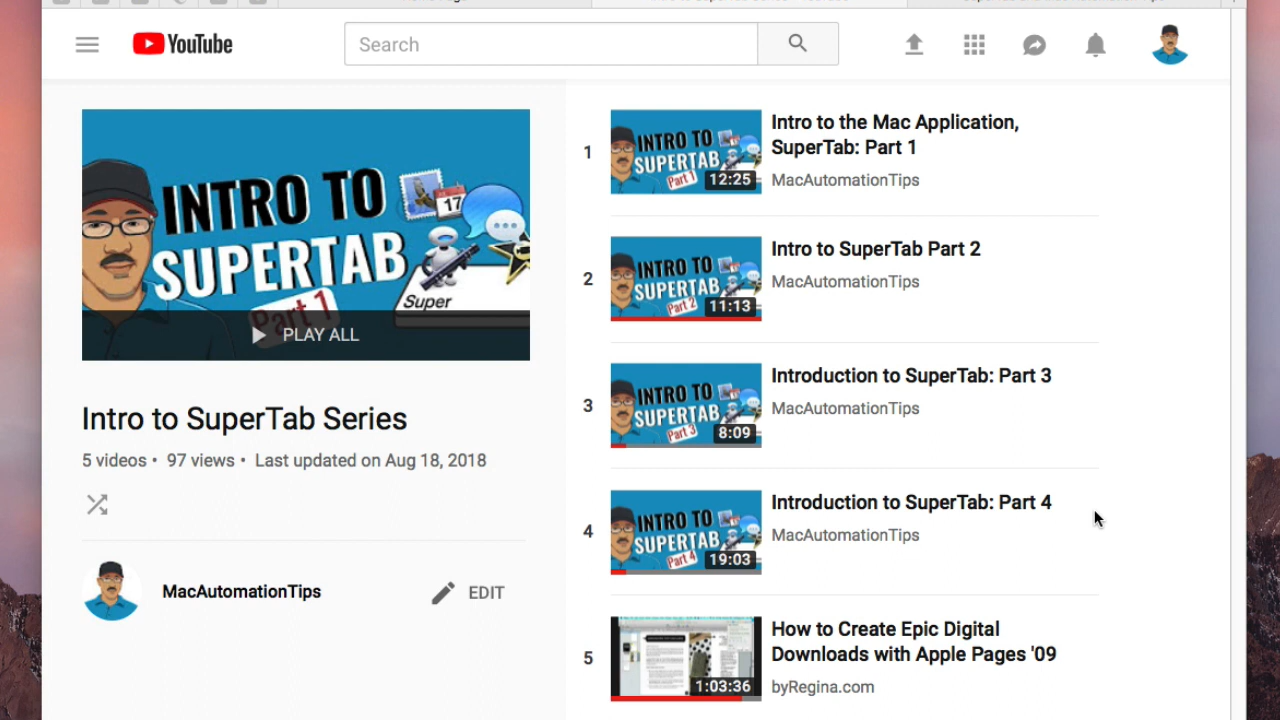 YouTube
Search
INTRO TO
SUPERTAB
Part 1
17
Super
PLAY ALL
Intro to SuperTab Series
5 videos • 97 views • Last updated on Aug 18, 2018
MacAutomationTips
EDIT
1
INTRO TO
SUPERTAB
Part 1
12:25
Intro to the Mac Application,
SuperTab: Part 1
MacAutomationTips
2
INTRO TO
SUPERTAB
Part 2
11:13
Intro to SuperTab Part 2
MacAutomationTips
3
INTRO TO
SUPERTAB
Part 3
8:09
Introduction to SuperTab: Part 3
MacAutomationTips
4
INTRO TO
SUPERTAB
Part 4
19:03
Introduction to SuperTab: Part 4
MacAutomationTips
5
1:03:36
How to Create Epic Digital
Downloads with Apple Pages '09
byRegina.com